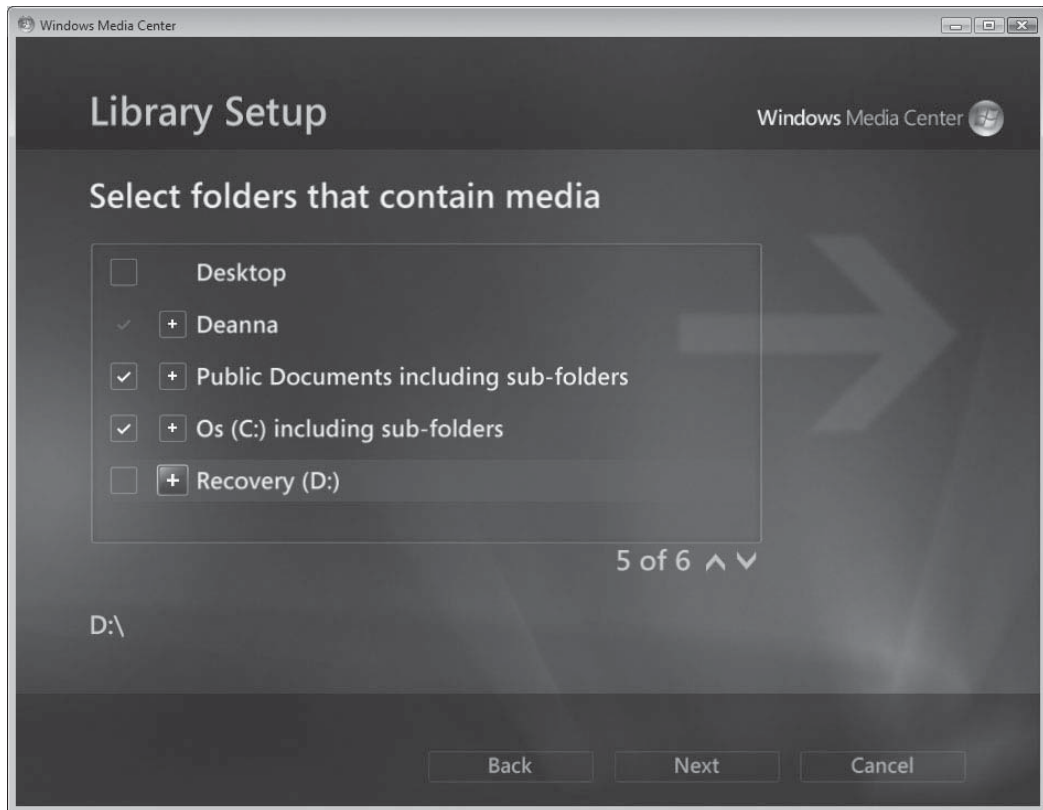 Windows Media Center
Library Setup
Windows Media Center
Select folders that contain media
Desktop
+ Deanna
+ Public Documents including sub-folders
+ Os (C:) including sub-folders
+ Recovery (D:)
5 of 6
D:\
Back Next Cancel